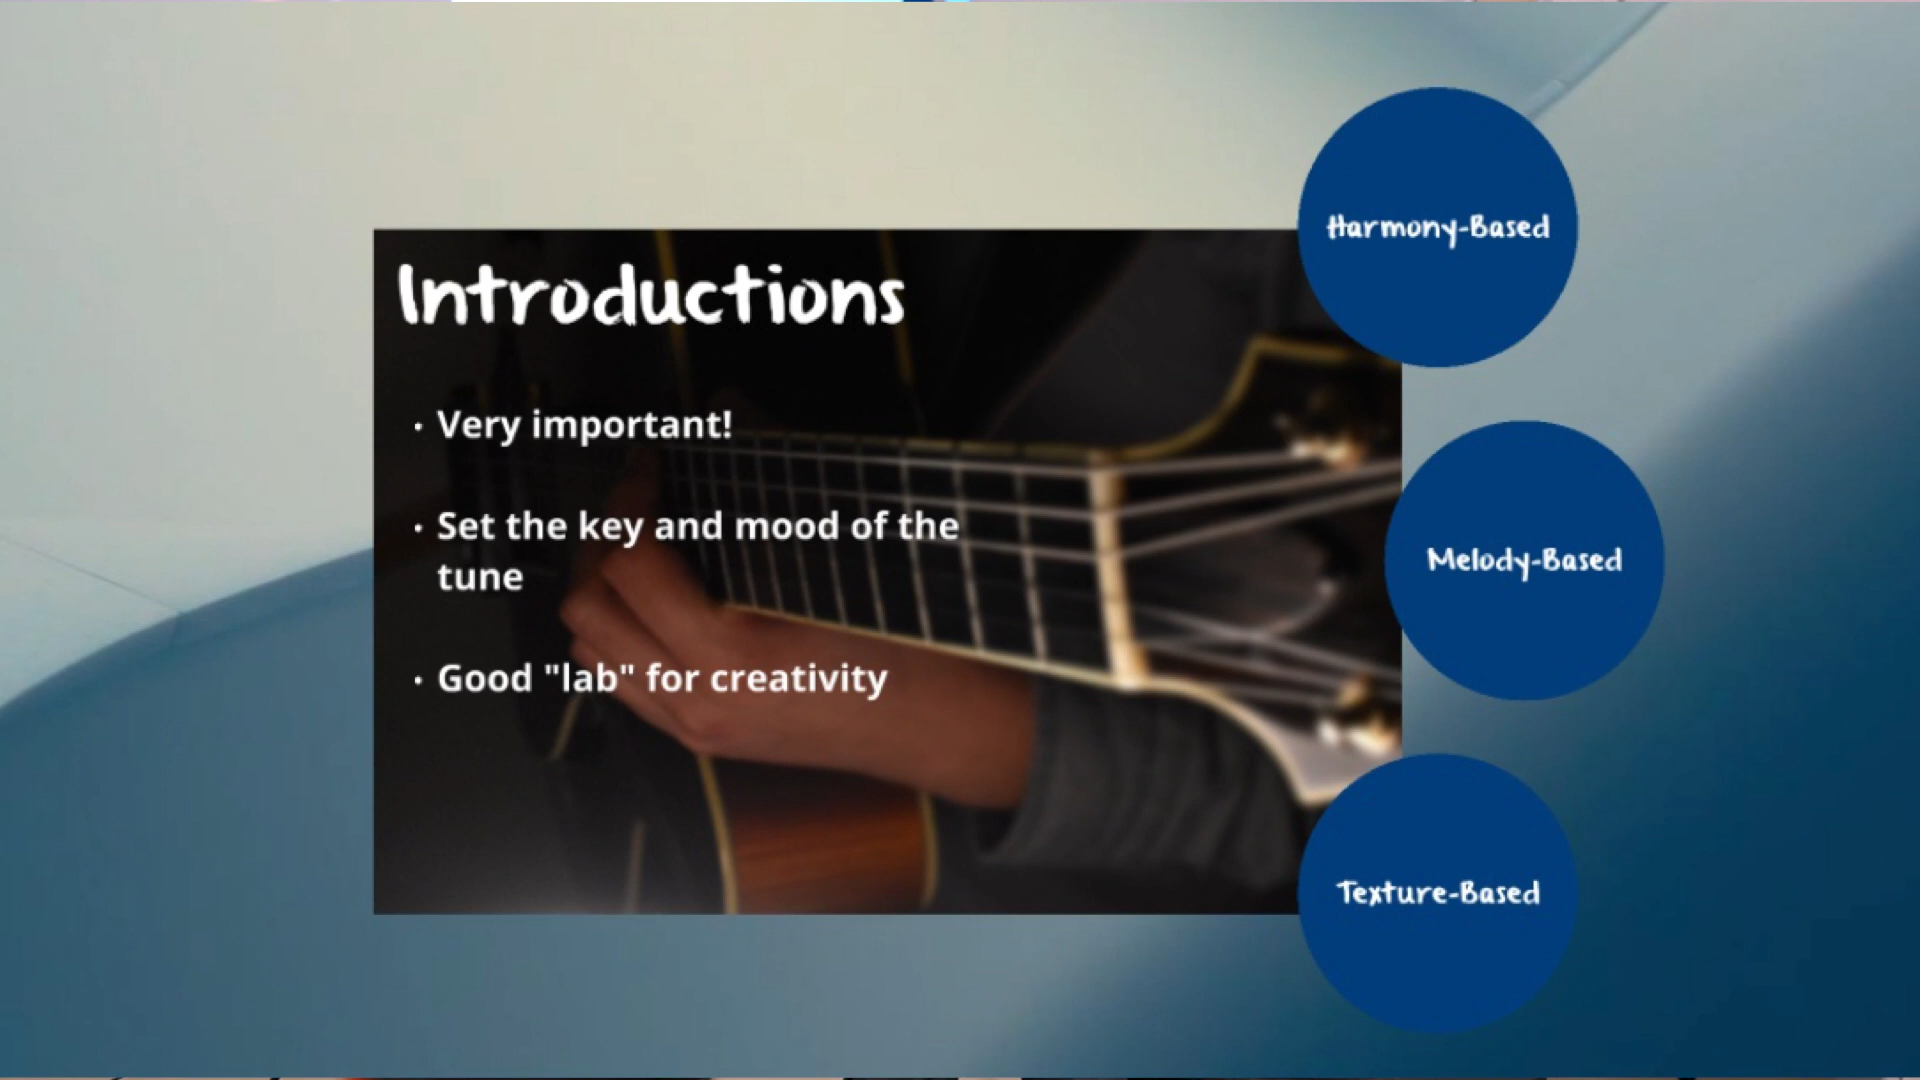 Introductions
• Very important!
• Set the key and mood of the
tune
• Good "lab" for creativity
Harmony-Based
Melody-Based
Texture-Based